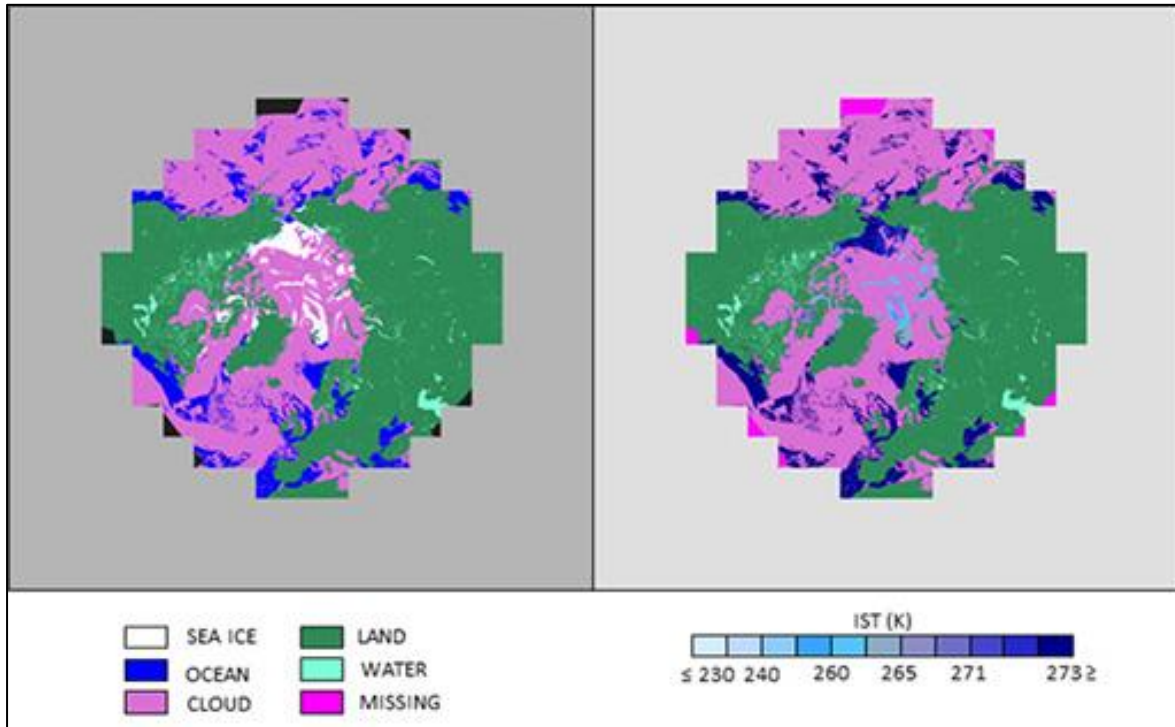 SEA ICE
LAND
OCEAN
WATER
CLOUD
MISSING
IST (K)
≤ 230 240 260 265 271 273 ≥